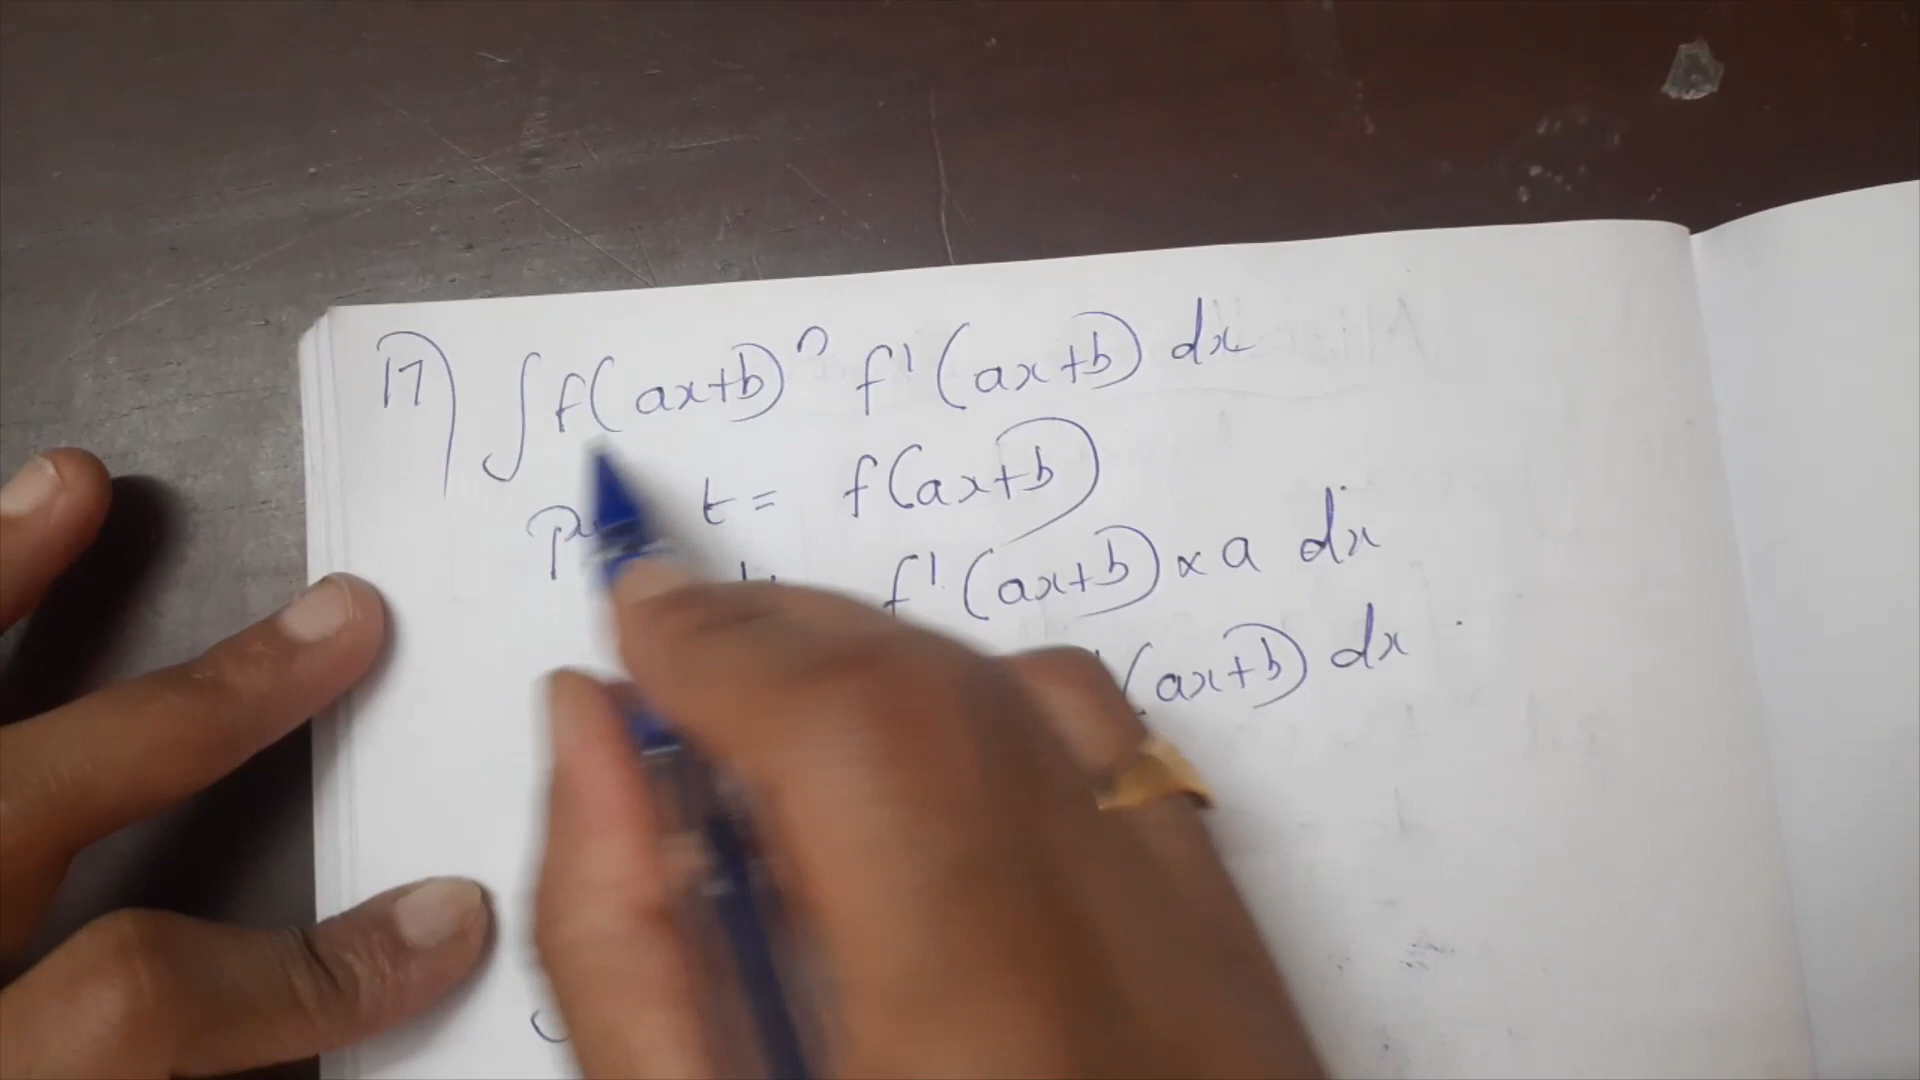 17) ∫f(ax+b)ⁿ f'(ax+b) dx
t = f(ax+b)
f'(ax+b) × a dx
(ax+b) dx